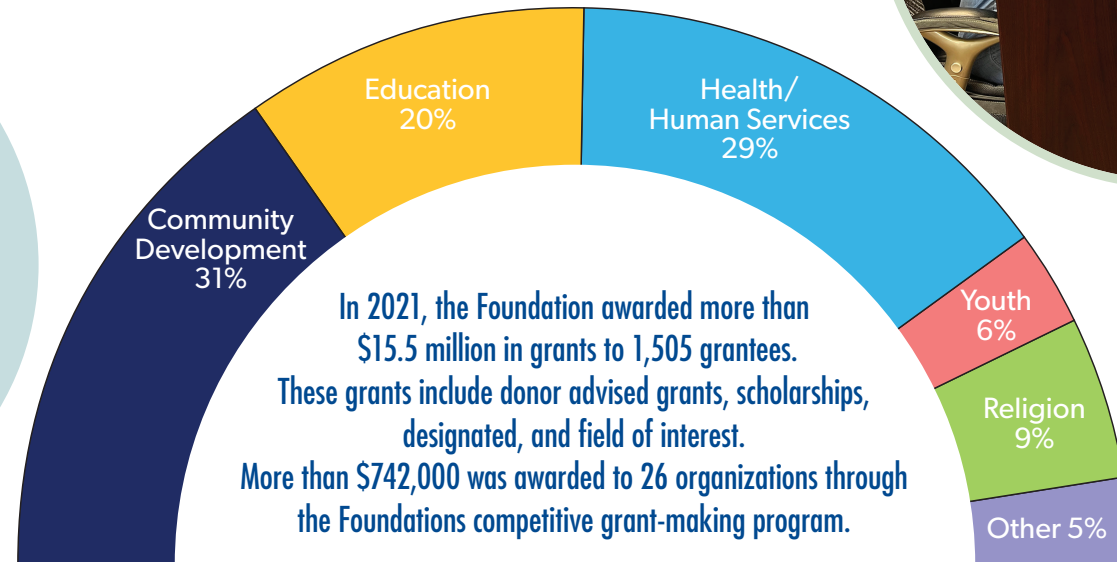 Education
20%
Health/
Human Services
29%
Community
Development
31%
Youth
6%
Religion
9%
Other 5%
In 2021, the Foundation awarded more than
$15.5 million in grants to 1,505 grantees.
These grants include donor advised grants, scholarships,
designated, and field of interest.
More than $742,000 was awarded to 26 organizations through
the Foundations competitive grant-making program.